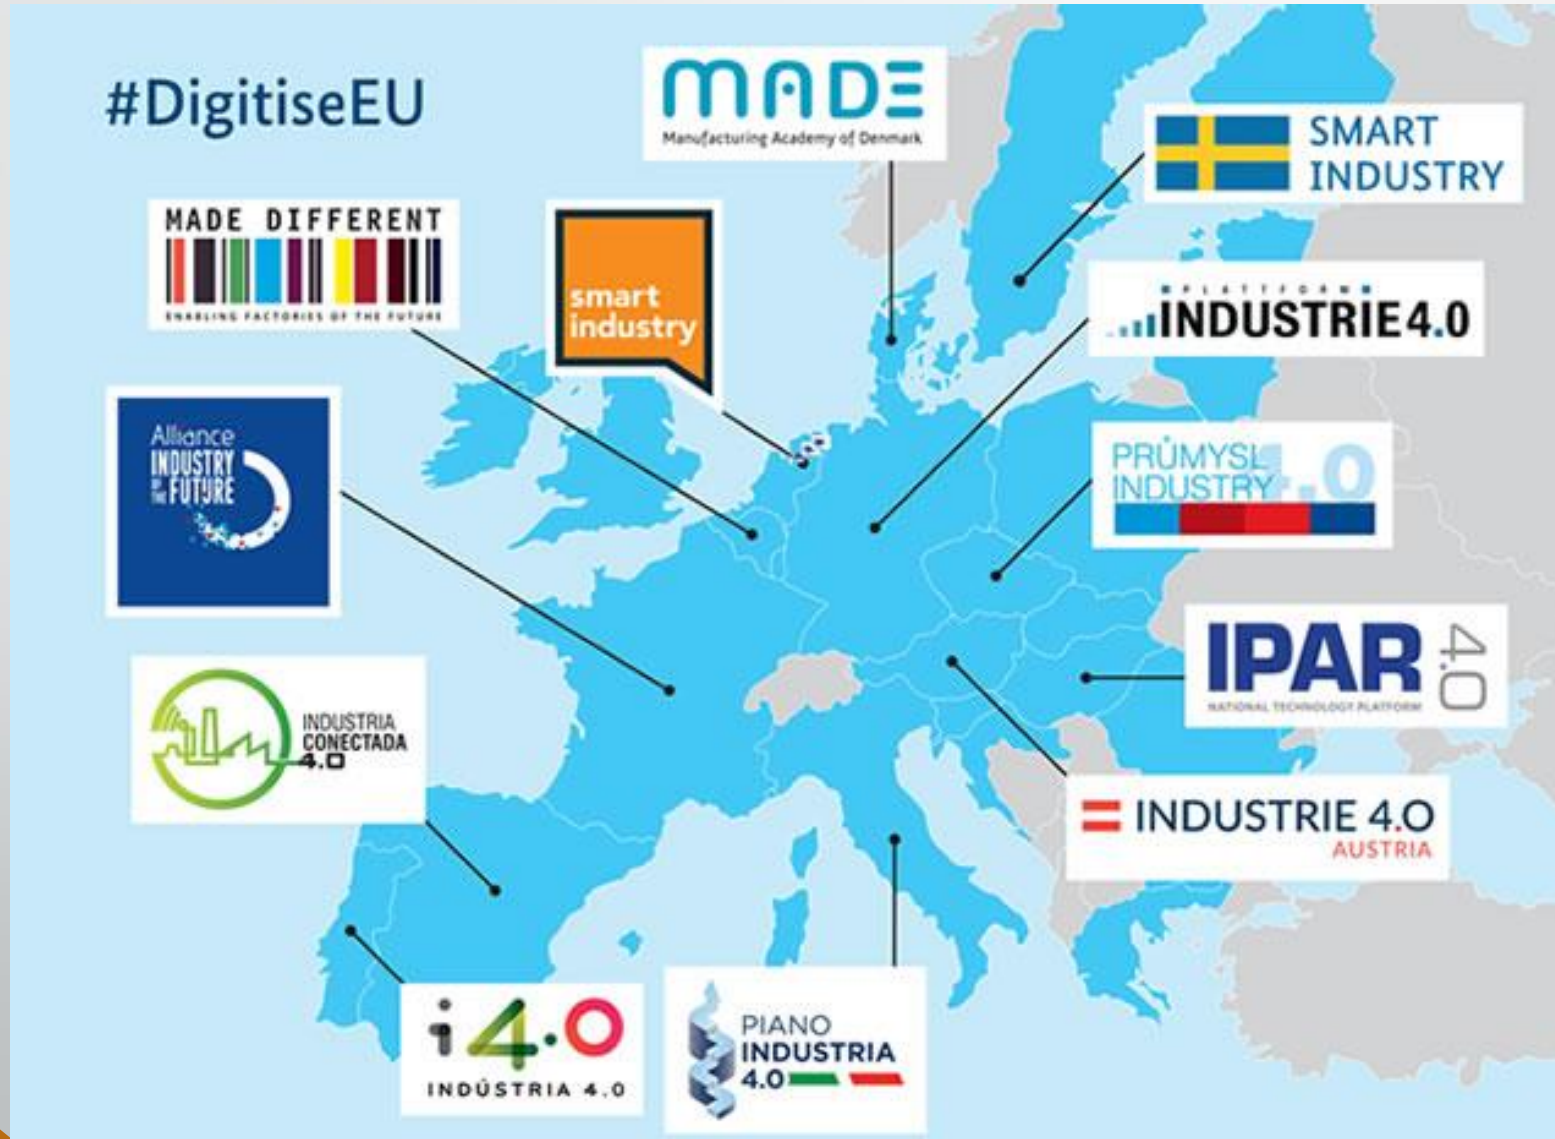 #DigitiseEU
MADE
Manufacturing Academy of Denmark
SMART
INDUSTRY
MADE DIFFERENT
ENABLING FACTORIES OF THE FUTURE
smart
industry
PLATTFORM
INDUSTRIE4.0
Alliance
INDUSTRY
OF THE FUTURE
PRŮMYSL
INDUSTRY 4.0
IPAR 4.0
NATIONAL TECHNOLOGY PLATFORM
INDUSTRIA
CONECTADA
4.0
INDUSTRIE 4.0
AUSTRIA
i4.0
INDÚSTRIA 4.0
PIANO
INDUSTRIA
4.0